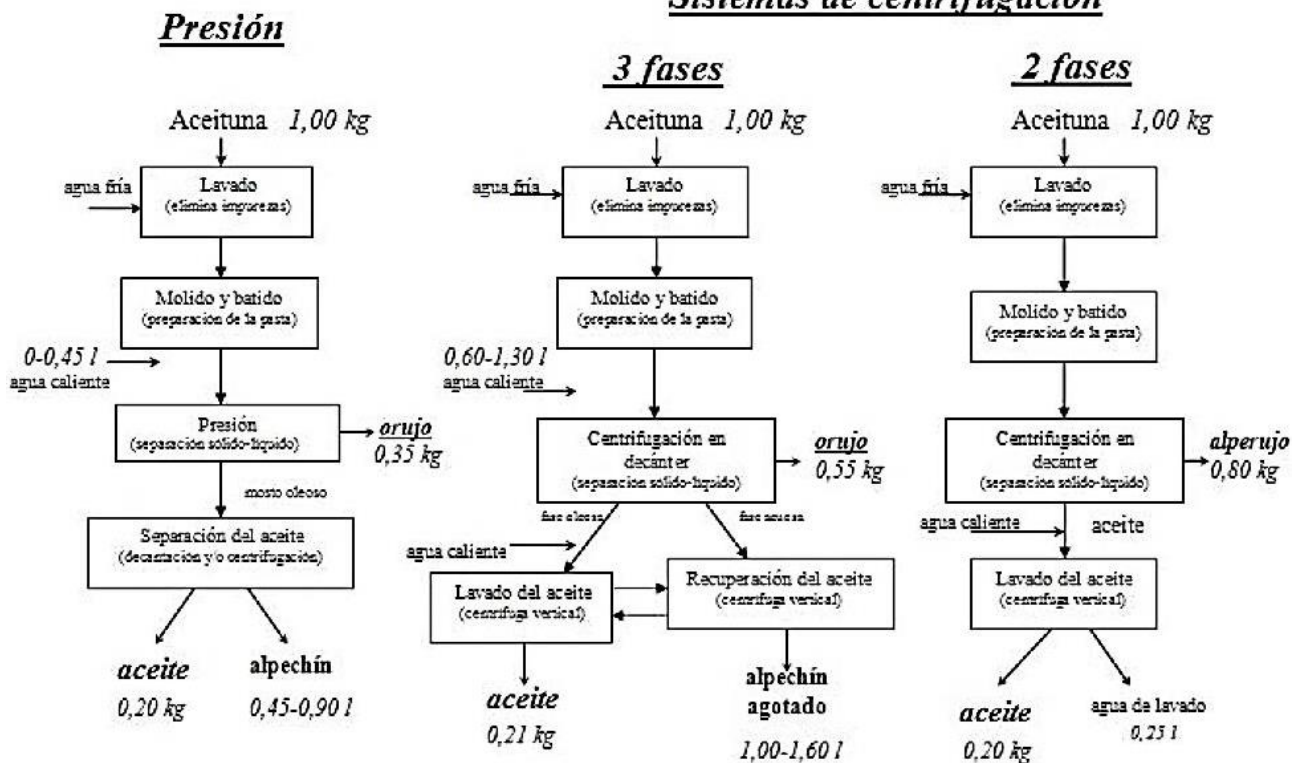 Sistemas de centrifugación
Presión
3 fases
2 fases
Aceituna 1,00 kg
agua fría
Lavado
(elimina impurezas)
Molido y batido
(preparación de la pasta)
0-0,45 l
agua caliente
Presión
(separación sólido-líquido)
orujo
0,35 kg
mosto oleoso
Separación del aceite
(decantación y/o centrifugación)
aceite
0,20 kg
alpechín
0,45-0,90 l
Aceituna 1,00 kg
agua fría
Lavado
(elimina impurezas)
Molido y batido
(preparación de la pasta)
0,60-1,30 l
agua caliente
Centrifugación en
decánter
(separación sólido-líquido)
orujo
0,55 kg
fase oleosa
fase acuosa
agua caliente
Lavado del aceite
(centrífuga vertical)
Recuperación del aceite
(centrífuga vertical)
aceite
0,21 kg
alpechín
agotado
1,00-1,60 l
Aceituna 1,00 kg
agua fría
Lavado
(elimina impurezas)
Molido y batido
(preparación de la pasta)
Centrifugación en
decánter
(separación sólido-líquido)
alperujo
0,80 kg
agua caliente
aceite
Lavado del aceite
(centrífuga vertical)
aceite
0,20 kg
agua de lavado
0,25 l